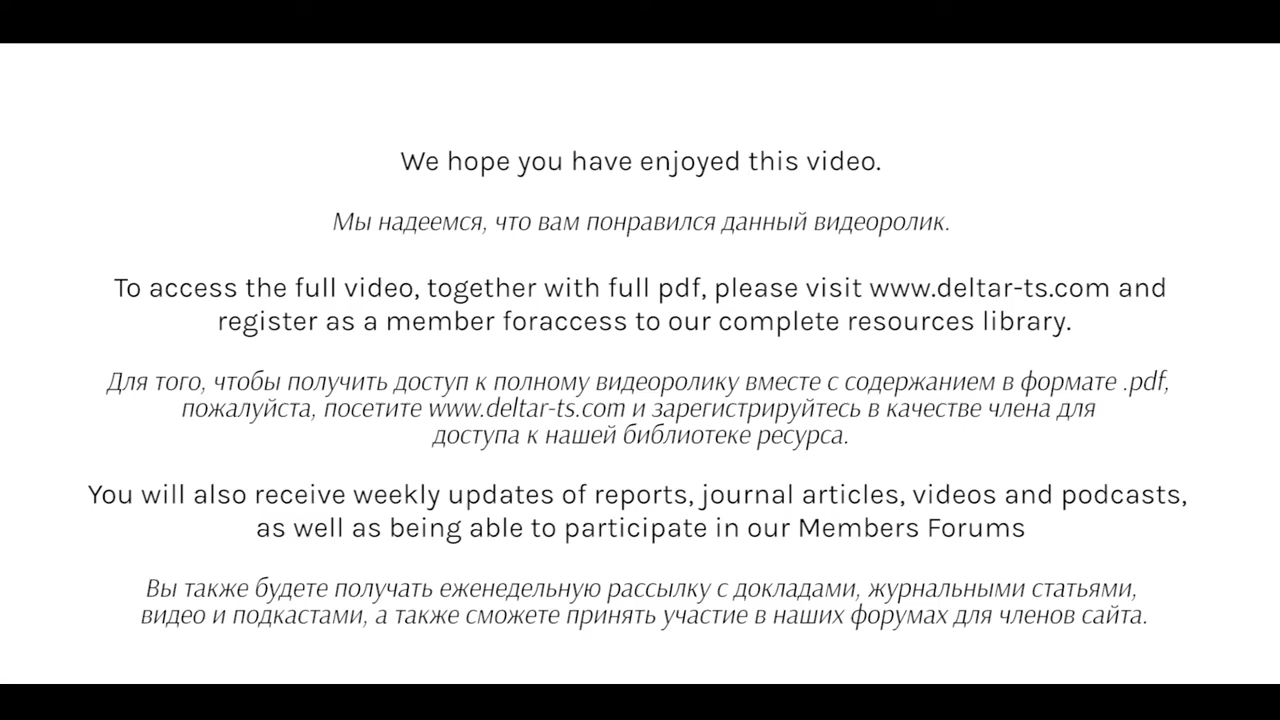 We hope you have enjoyed this video.
Мы надеемся, что вам понравился данный видеоролик.
To access the full video, together with full pdf, please visit www.deltar-ts.com and
register as a member foraccess to our complete resources library.
Для того, чтобы получить доступ к полному видеоролику вместе с содержанием в формате .pdf,
пожалуйста, посетите www.deltar-ts.com и зарегистрируйтесь в качестве члена для
доступа к нашей библиотеке ресурса.
You will also receive weekly updates of reports, journal articles, videos and podcasts,
as well as being able to participate in our Members Forums
Вы также будете получать еженедельную рассылку с докладами, журнальными статьями,
видео и подкастами, а также сможете принять участие в наших форумах для членов сайта.